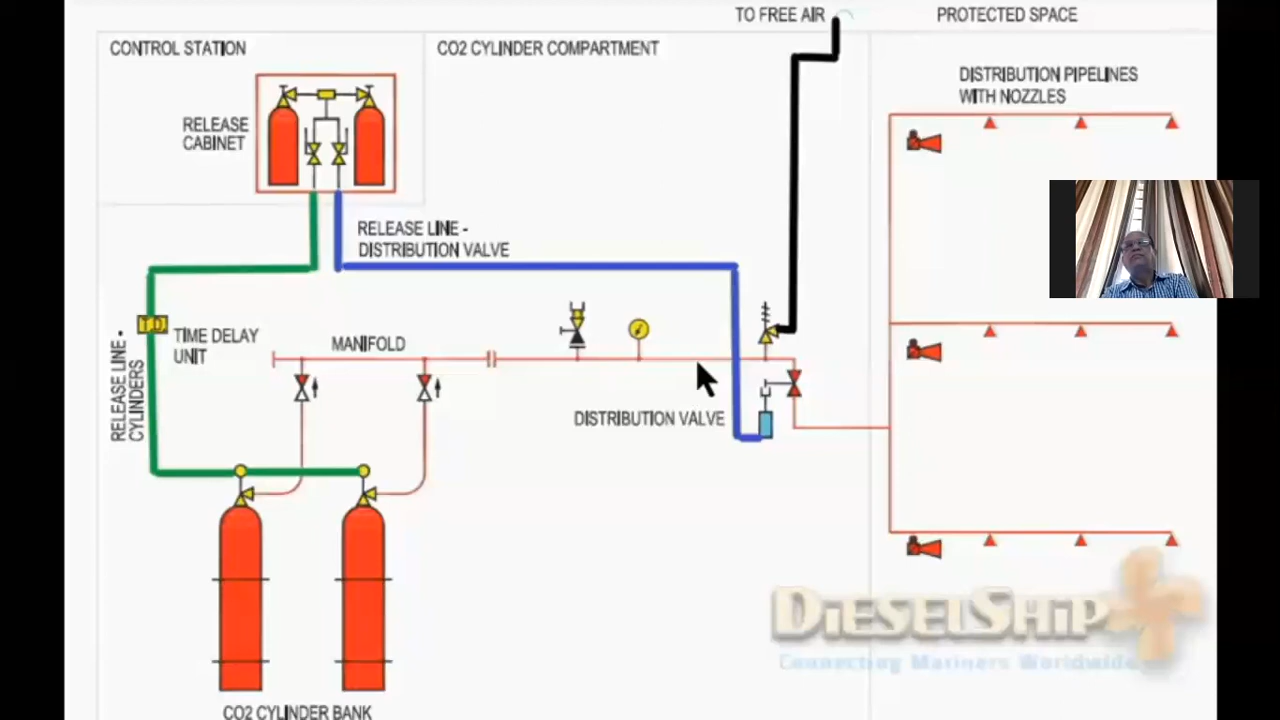 TO FREE AIR
PROTECTED SPACE
CONTROL STATION
CO2 CYLINDER COMPARTMENT
DISTRIBUTION PIPELINES
WITH NOZZLES
RELEASE
CABINET
RELEASE LINE -
DISTRIBUTION VALVE
TD
TIME DELAY
UNIT
MANIFOLD
RELEASE LINE -
CYLINDERS
DISTRIBUTION VALVE
DIESELSHIP
Connecting Mariners Worldwide
CO2 CYLINDER BANK